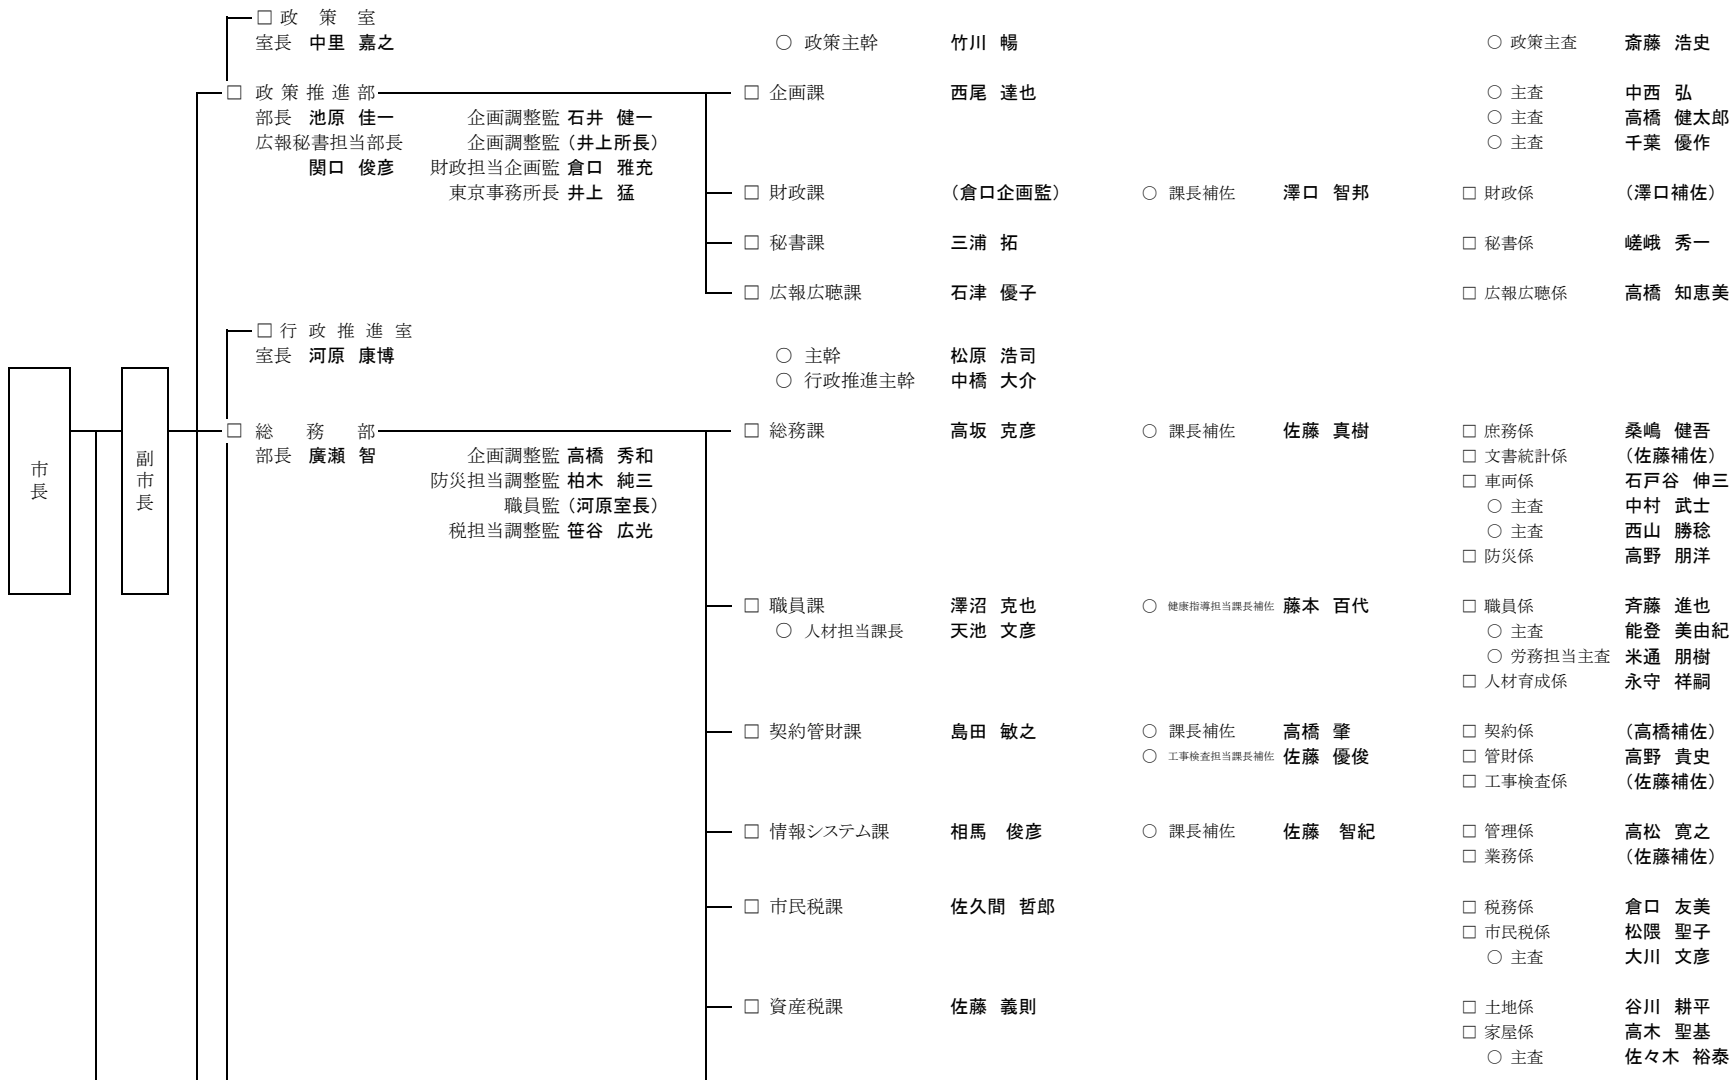 □ 政 策 室
室長 中里 嘉之 ○ 政策主幹 竹川 暢 ○ 政策主査 斎藤 浩史
□ 政 策 推 進 部 □ 企画課 西尾 達也 ○ 主査 中西 弘
部長 池原 佳一 企画調整監 石井 健一 ○ 主査 高橋 健太郎
広報秘書担当部長 企画調整監 (井上所長) ○ 主査 千葉 優作
関口 俊彦 財政担当企画監 倉口 雅充
東京事務所長 井上 猛 □ 財政課 (倉口企画監) ○ 課長補佐 澤口 智邦 □ 財政係 (澤口補佐)
□ 秘書課 三浦 拓 □ 秘書係 嵯峨 秀一
□ 広報広聴課 石津 優子 □ 広報広聴係 高橋 知恵美
□ 行 政 推 進 室
室長 河原 康博 ○ 主幹 松原 浩司
○ 行政推進主幹 中橋 大介
市長
副市長
□ 総 務 部 □ 総務課 高坂 克彦 ○ 課長補佐 佐藤 真樹 □ 庶務係 桑嶋 健吾
部長 廣瀬 智 企画調整監 高橋 秀和 □ 文書統計係 (佐藤補佐)
防災担当調整監 柏木 純三 □ 車両係 石戸谷 伸三
職員監 (河原室長) ○ 主査 中村 武士
税担当調整監 笹谷 広光 ○ 主査 西山 勝稔
□ 防災係 高野 朋洋
□ 職員課 澤沼 克也 ○ 健康指導担当課長補佐 藤本 百代 □ 職員係 斉藤 進也
○ 人材担当課長 天池 文彦 ○ 主査 能登 美由紀
○ 労務担当主査 米通 朋樹
□ 人材育成係 永守 祥嗣
□ 契約管財課 島田 敏之 ○ 課長補佐 高橋 肇 □ 契約係 (高橋補佐)
○ 工事検査担当課長補佐 佐藤 優俊 □ 管財係 高野 貴史
□ 工事検査係 (佐藤補佐)
□ 情報システム課 相馬 俊彦 ○ 課長補佐 佐藤 智紀 □ 管理係 高松 寛之
□ 業務係 (佐藤補佐)
□ 市民税課 佐久間 哲郎 □ 税務係 倉口 友美
□ 市民税係 松隈 聖子
○ 主査 大川 文彦
□ 資産税課 佐藤 義則 □ 土地係 谷川 耕平
□ 家屋係 高木 聖基
○ 主査 佐々木 裕泰